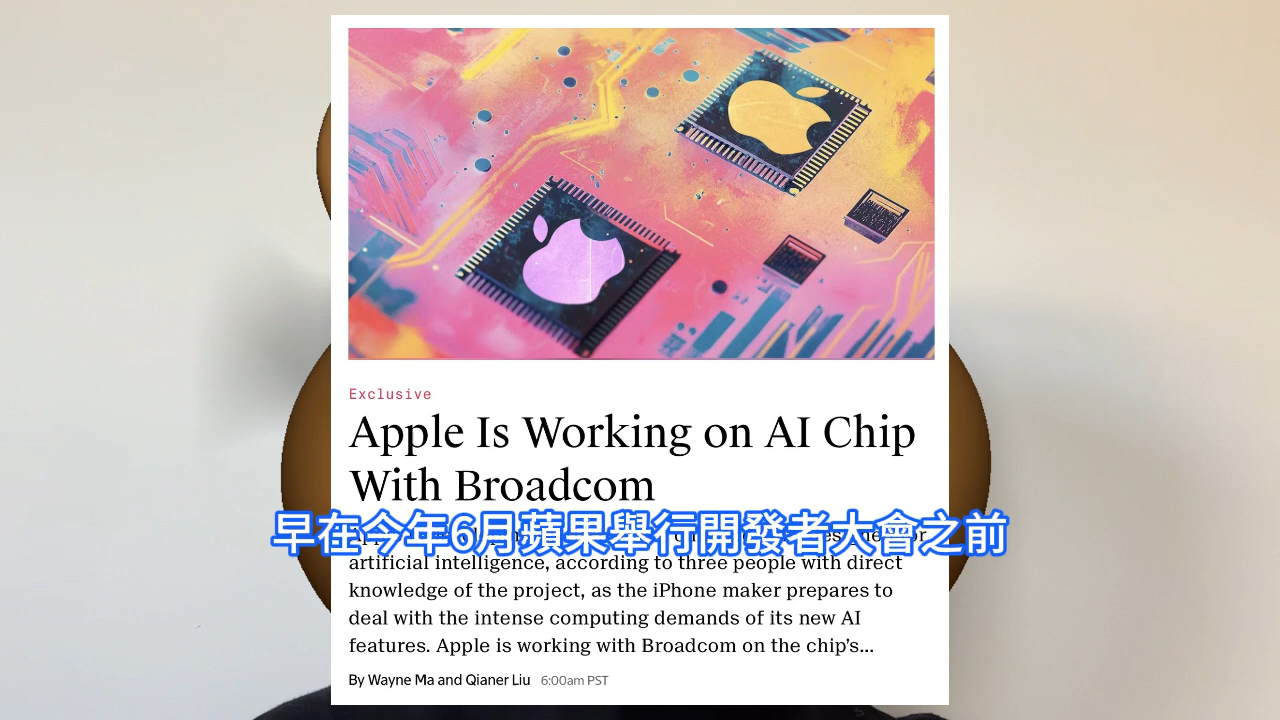 Exclusive
Apple Is Working on AI Chip
With Broadcom
早在今年6月蘋果舉行開發者大會之前
artificial intelligence, according to three people with direct
knowledge of the project, as the iPhone maker prepares to
deal with the intense computing demands of its new AI
features. Apple is working with Broadcom on the chip’s...
By Wayne Ma and Qianer Liu 6:00am PST